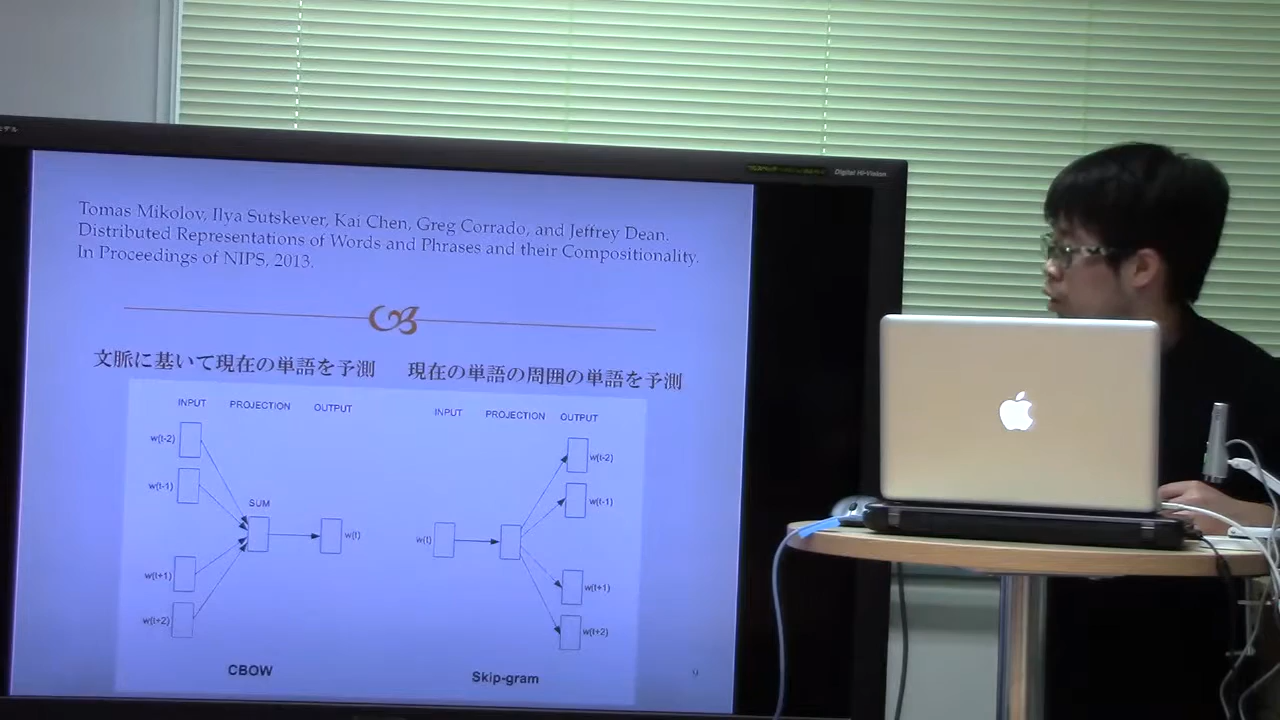 モデル
Digital Hi-Vision
Tomas Mikolov, Ilya Sutskever, Kai Chen, Greg Corrado, and Jeffrey Dean.
Distributed Representations of Words and Phrases and their Compositionality.
In Proceedings of NIPS, 2013.
文脈に基いて現在の単語を予測
INPUT PROJECTION OUTPUT
w(t-2)
w(t-1)
SUM
w(t)
w(t+1)
w(t+2)
CBOW
現在の単語の周囲の単語を予測
INPUT PROJECTION OUTPUT
w(t-2)
w(t-1)
w(t)
w(t+1)
w(t+2)
Skip-gram
9